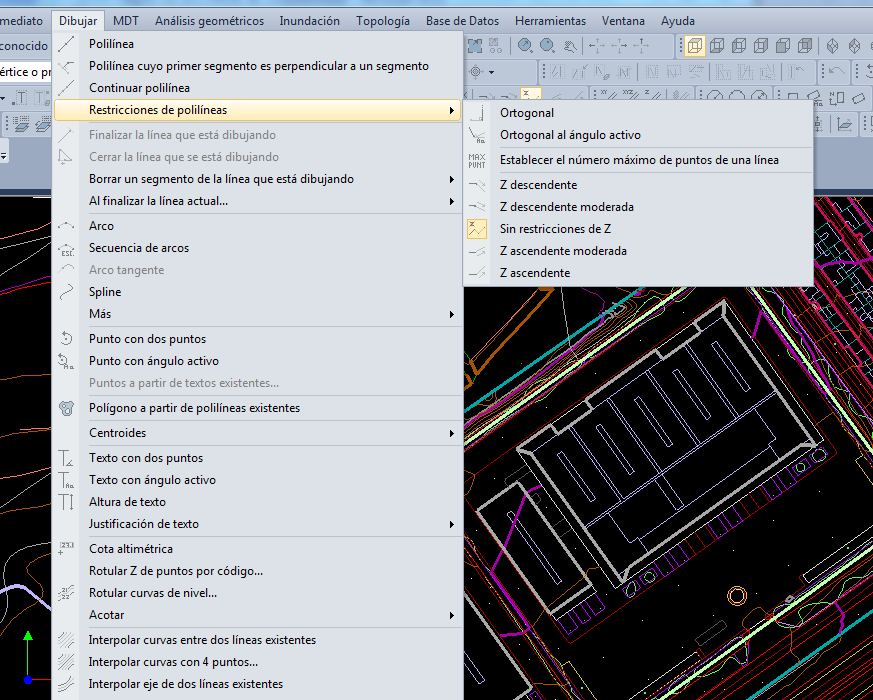 mediato Dibujar MDT Análisis geométricos Inundación Topología Base de Datos Herramientas Ventana Ayuda
conocido
értice o pr
Polilínea
Polilínea cuyo primer segmento es perpendicular a un segmento
Continuar polilínea
Restricciones de polilíneas
Finalizar la línea que está dibujando
Cerrar la línea que se está dibujando
Borrar un segmento de la línea que está dibujando
Al finalizar la línea actual...
Arco
Secuencia de arcos
Arco tangente
Spline
Más
Punto con dos puntos
Punto con ángulo activo
Puntos a partir de textos existentes...
Polígono a partir de polilíneas existentes
Centroides
Texto con dos puntos
Texto con ángulo activo
Altura de texto
Justificación de texto
Cota altimétrica
Rotular Z de puntos por código...
Rotular curvas de nivel...
Acotar
Interpolar curvas entre dos líneas existentes
Interpolar curvas con 4 puntos...
Interpolar eje de dos líneas existentes
Ortogonal
Ortogonal al ángulo activo
MAX
PUNT
Establecer el número máximo de puntos de una línea
Z descendente
Z descendente moderada
Sin restricciones de Z
Z ascendente moderada
Z ascendente